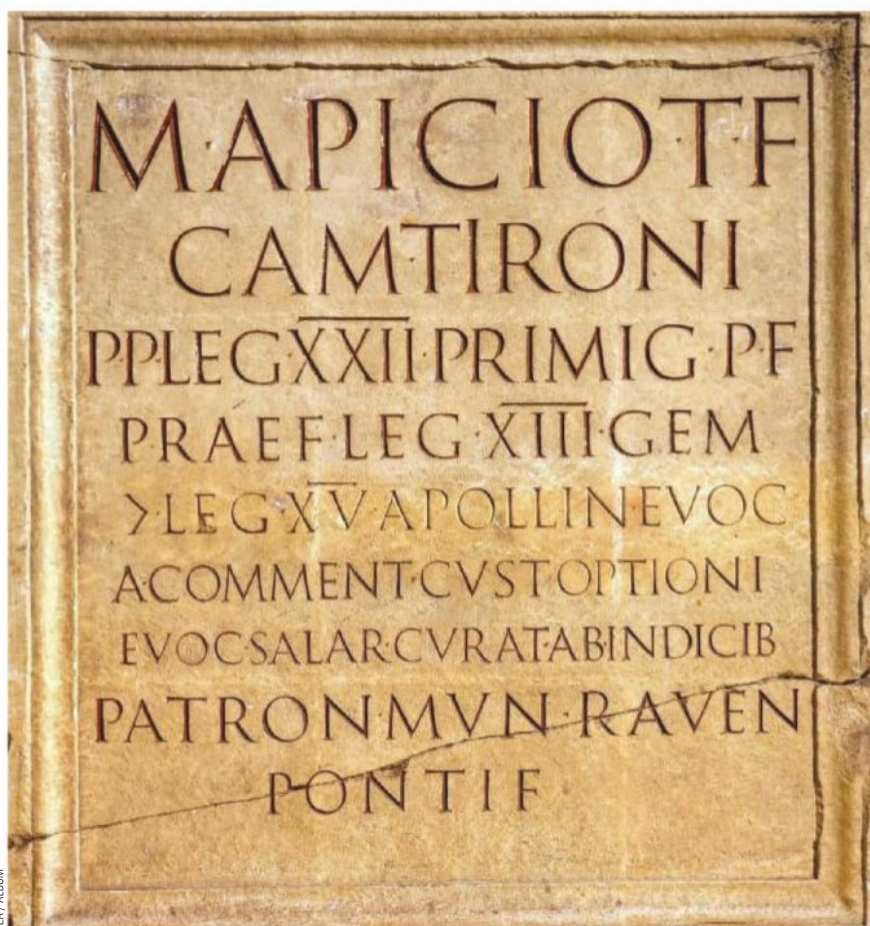 M·APICIO·T·F
CAM·TIRONI
P·P·LEG·XXII·PRIMIG·P·F
PRAEF·LEG·XIII·GEM
>·LEG·XV·APOLLIN·EVOC
A·COMMENT·CVST·OPTIONI
EVOC·SALAR·CVRAT·AB·INDICIB
PATRON·MVN·RAVEN
PONTIF
/ ALBUM